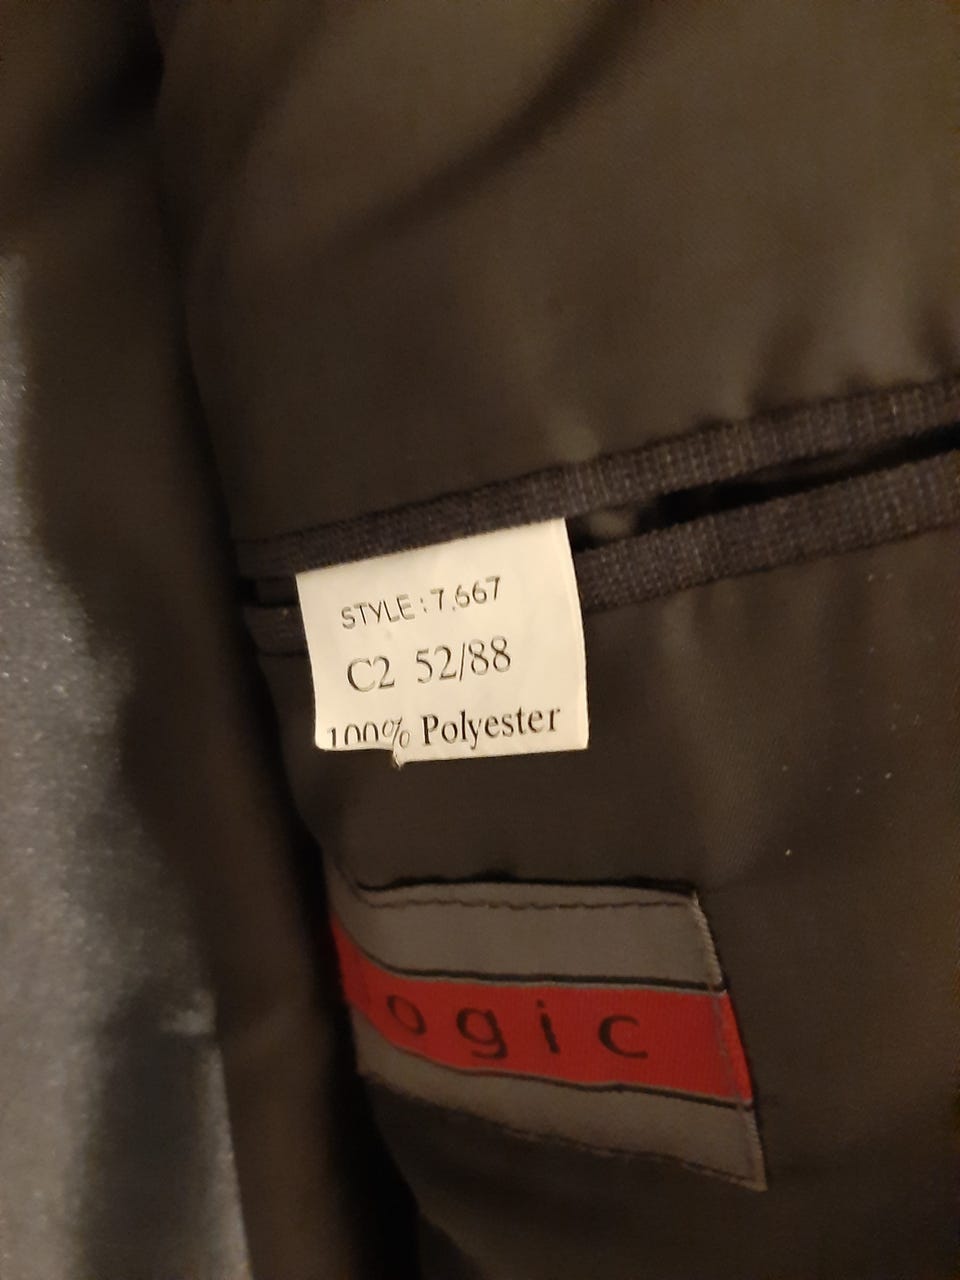 STYLE:7.667
C2 52/88
100% Polyester
ogic